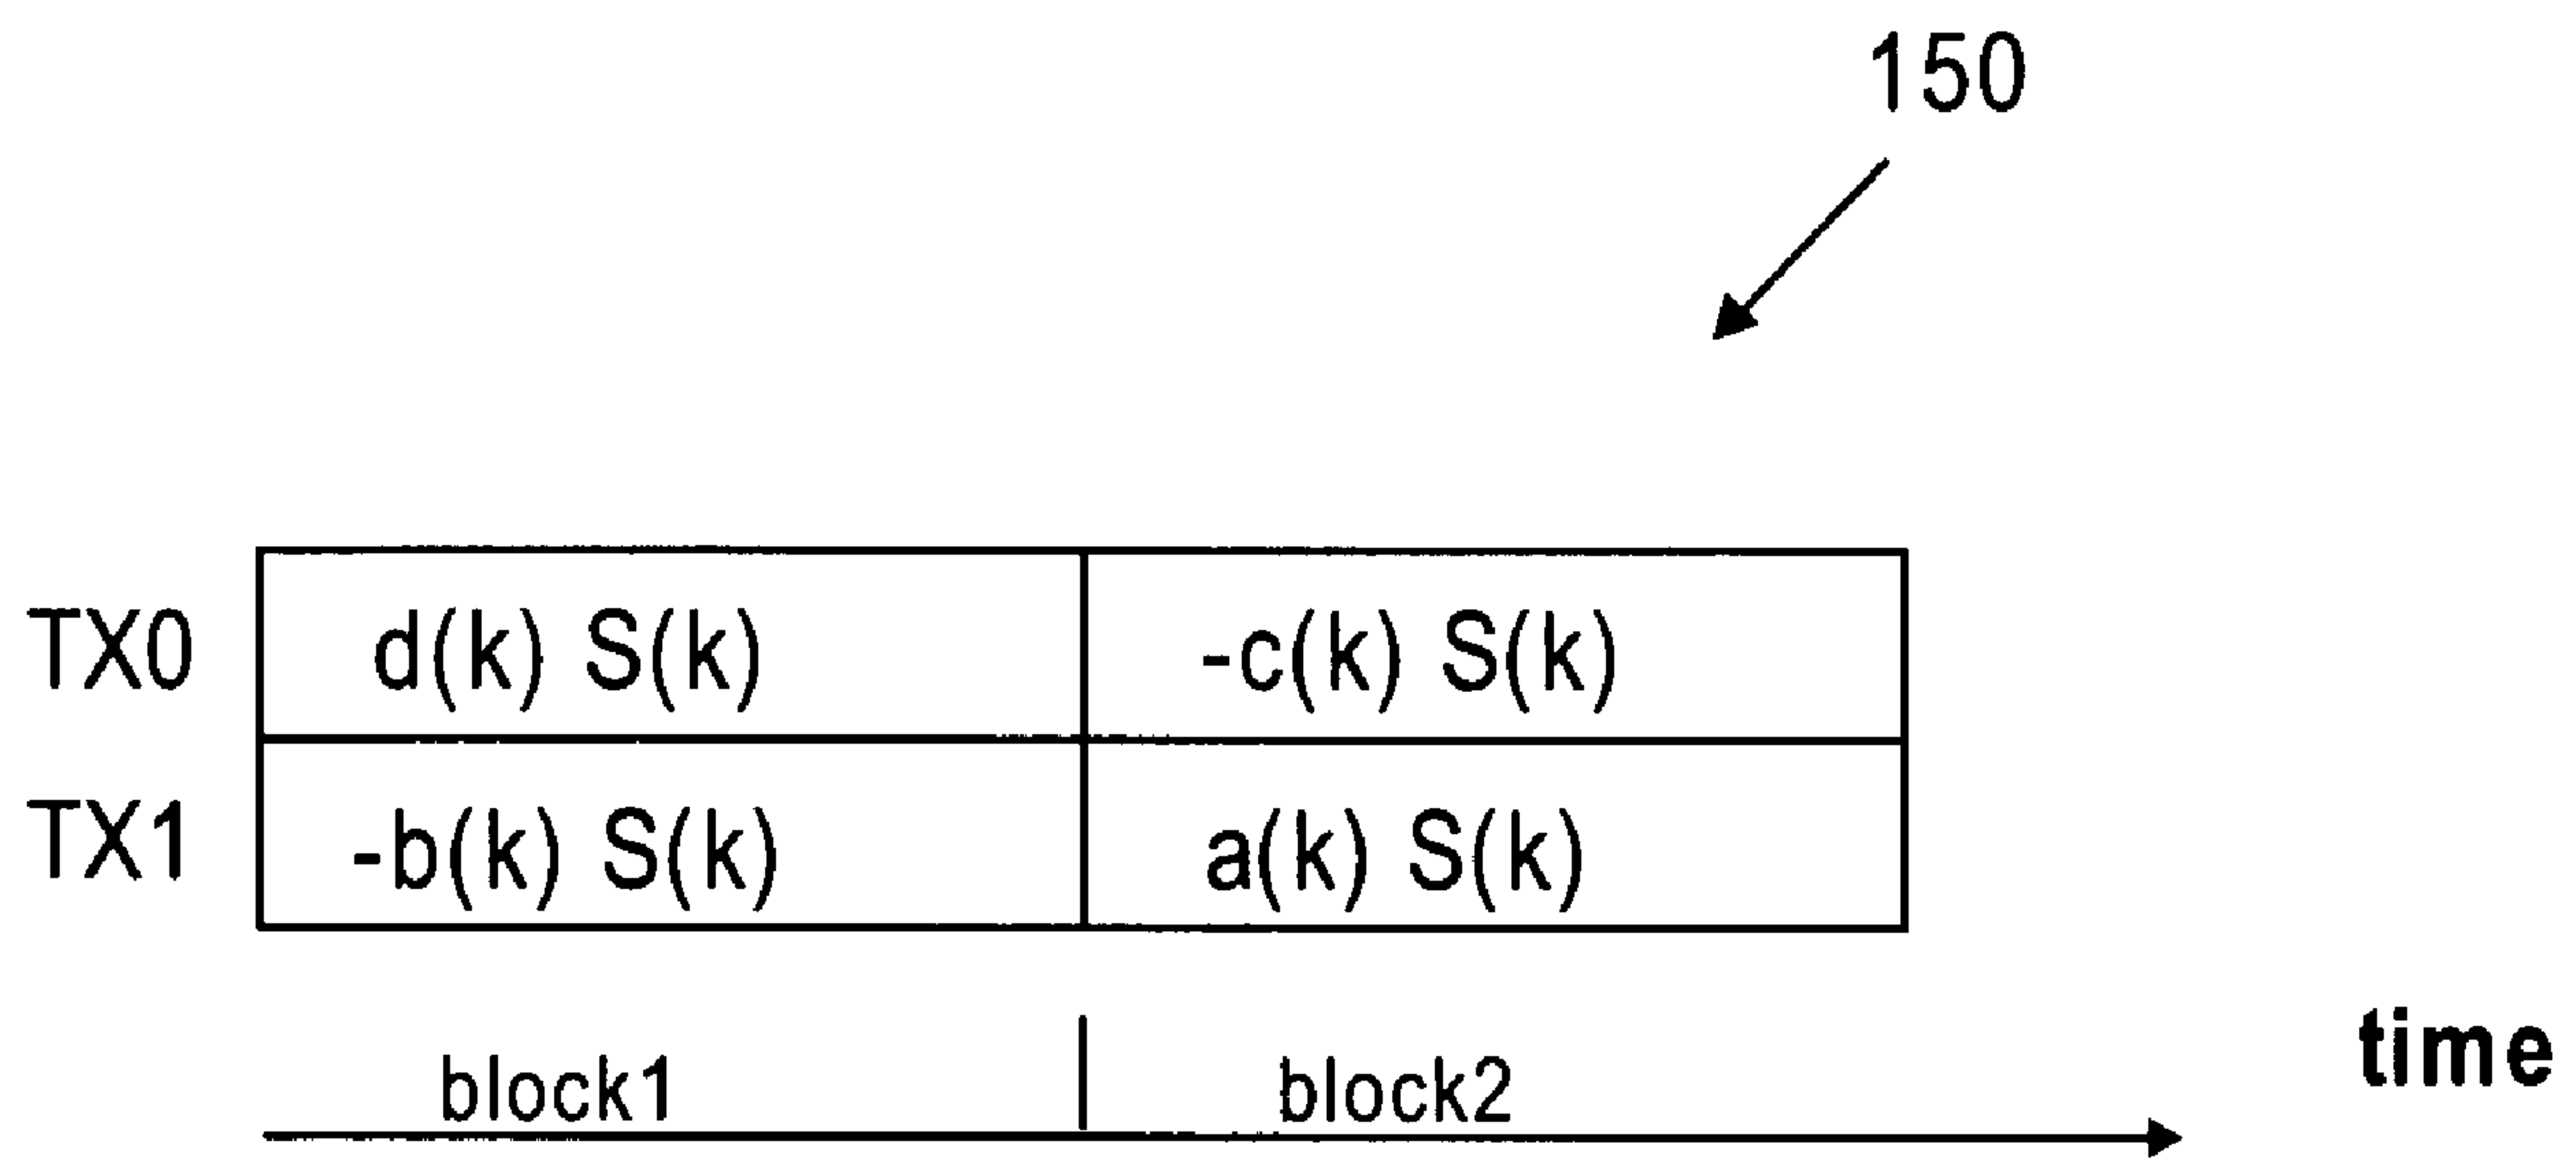 150
TX0 d(k) S(k) -c(k) S(k)
TX1 -b(k) S(k) a(k) S(k)
block1 block2 time